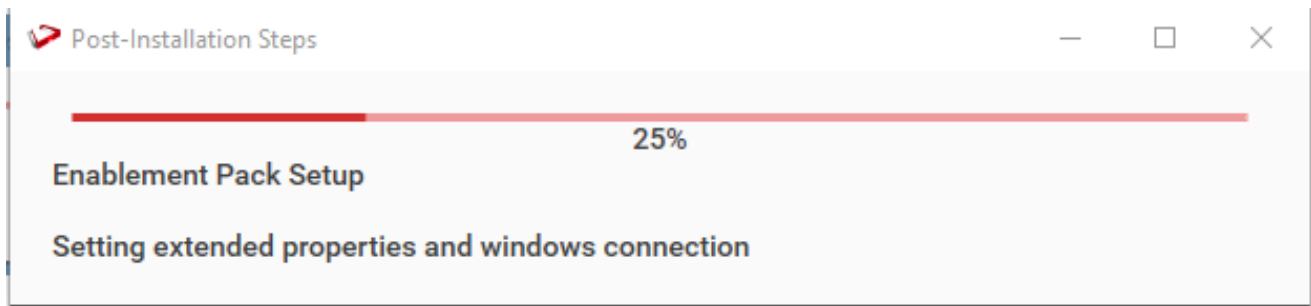 Post-Installation Steps
25%
Enablement Pack Setup
Setting extended properties and windows connection